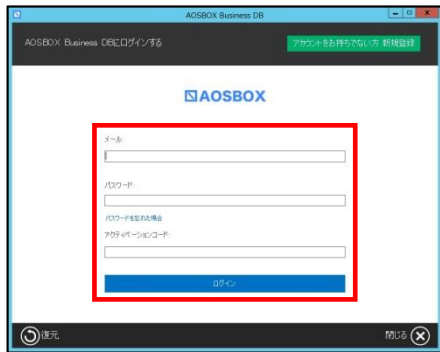 AOSBOX Business DB
AOSBOX Business DBにログインする
アカウントをお持ちでない方 新規登録
AOSBOX
メール:
パスワード:
パスワードを忘れた場合
アクティベーションコード:
ログイン
復元
閉じる